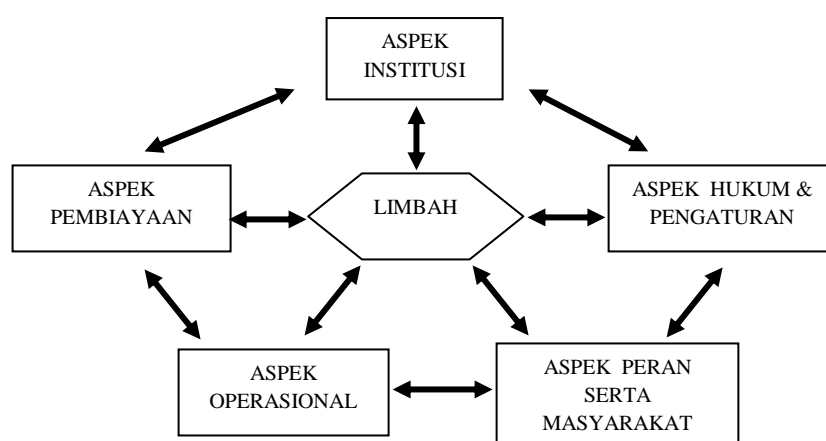 ASPEK
INSTITUSI
ASPEK
PEMBIAYAAN
LIMBAH
ASPEK HUKUM &
PENGATURAN
ASPEK
OPERASIONAL
ASPEK PERAN
SERTA
MASYARAKAT